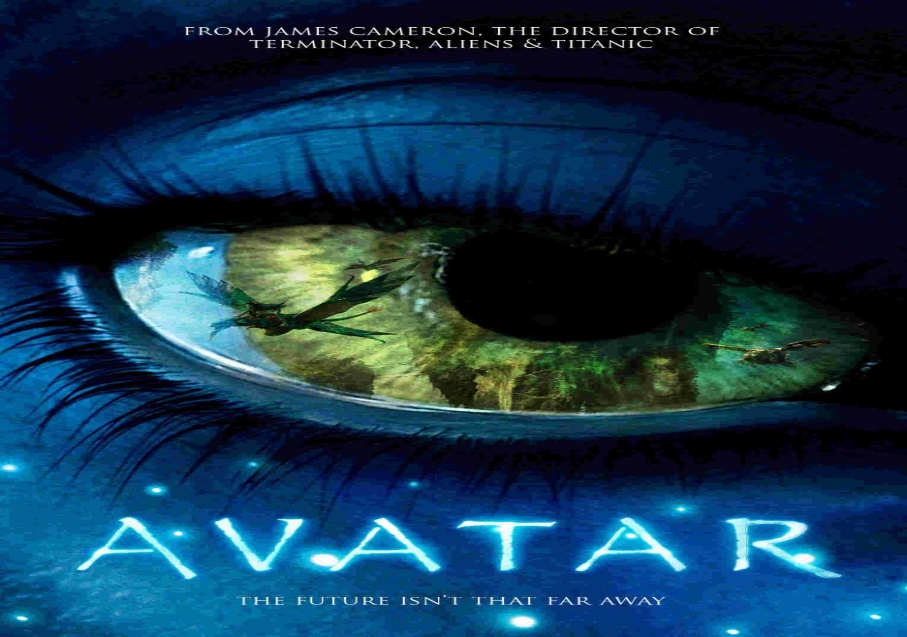 FROM JAMES CAMERON, THE DIRECTOR OF
TERMINATOR, ALIENS & TITANIC
AVATAR
THE FUTURE ISN'T THAT FAR AWAY